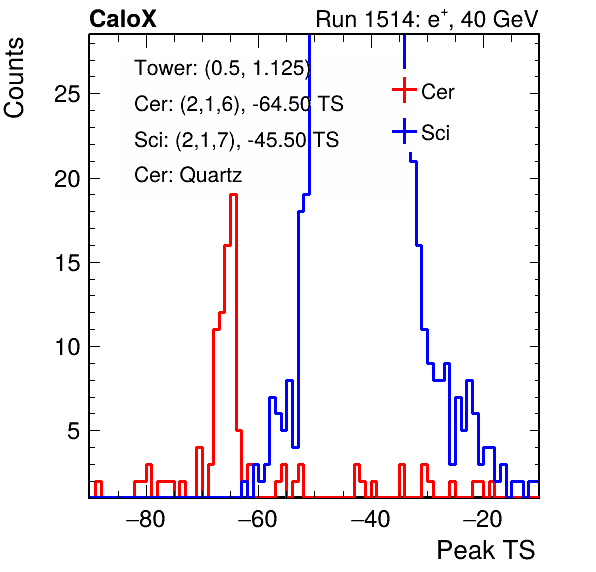 CaloX
Run 1514: e+, 40 GeV
Counts
Tower: (0.5, 1.125)
Cer: (2,1,6), -64.50 TS
Sci: (2,1,7), -45.50 TS
Cer: Quartz
Cer
Sci
25
20
15
10
5
−80 −60 −40 −20
Peak TS